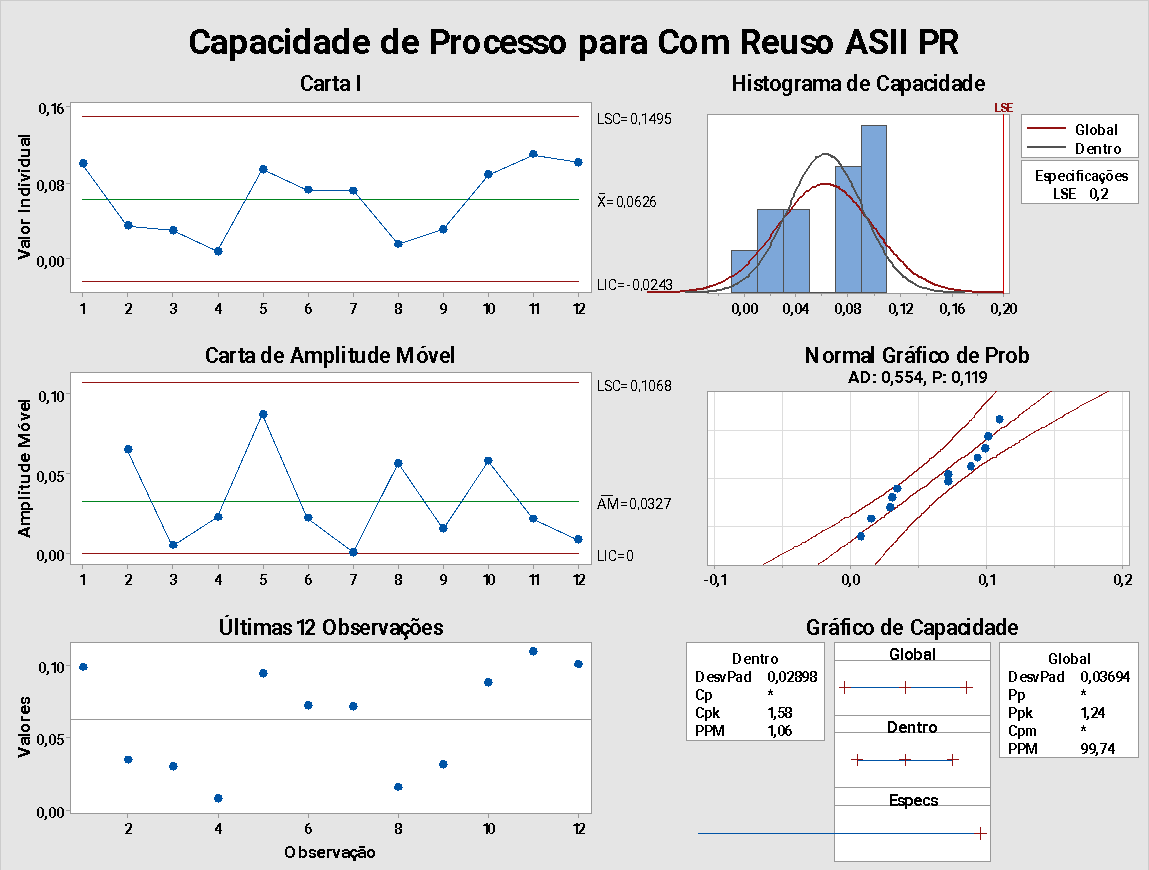 Capacidade de Processo para Com Reuso ASII PR
Carta I
Valor Individual
0,16
0,08
0,00
LSC=0,1495
X̅=0,0626
LIC=-0,0243
1 2 3 4 5 6 7 8 9 10 11 12
Histograma de Capacidade
LSE
0,00 0,04 0,08 0,12 0,16 0,20
Global
Dentro
Especificações
LSE 0,2
Carta de Amplitude Móvel
Amplitude Móvel
0,10
0,05
0,00
LSC=0,1068
A̅M̅=0,0327
LIC=0
1 2 3 4 5 6 7 8 9 10 11 12
Normal Gráfico de Prob
AD: 0,554, P: 0,119
-0,1 0,0 0,1 0,2
Últimas 12 Observações
Valores
0,10
0,05
0,00
2 4 6 8 10 12
Observação
Gráfico de Capacidade
Dentro
DesvPad 0,02898
Cp *
Cpk 1,58
PPM 1,06
Global
Dentro
Especs
Global
DesvPad 0,03694
Pp *
Ppk 1,24
Cpm *
PPM 99,74